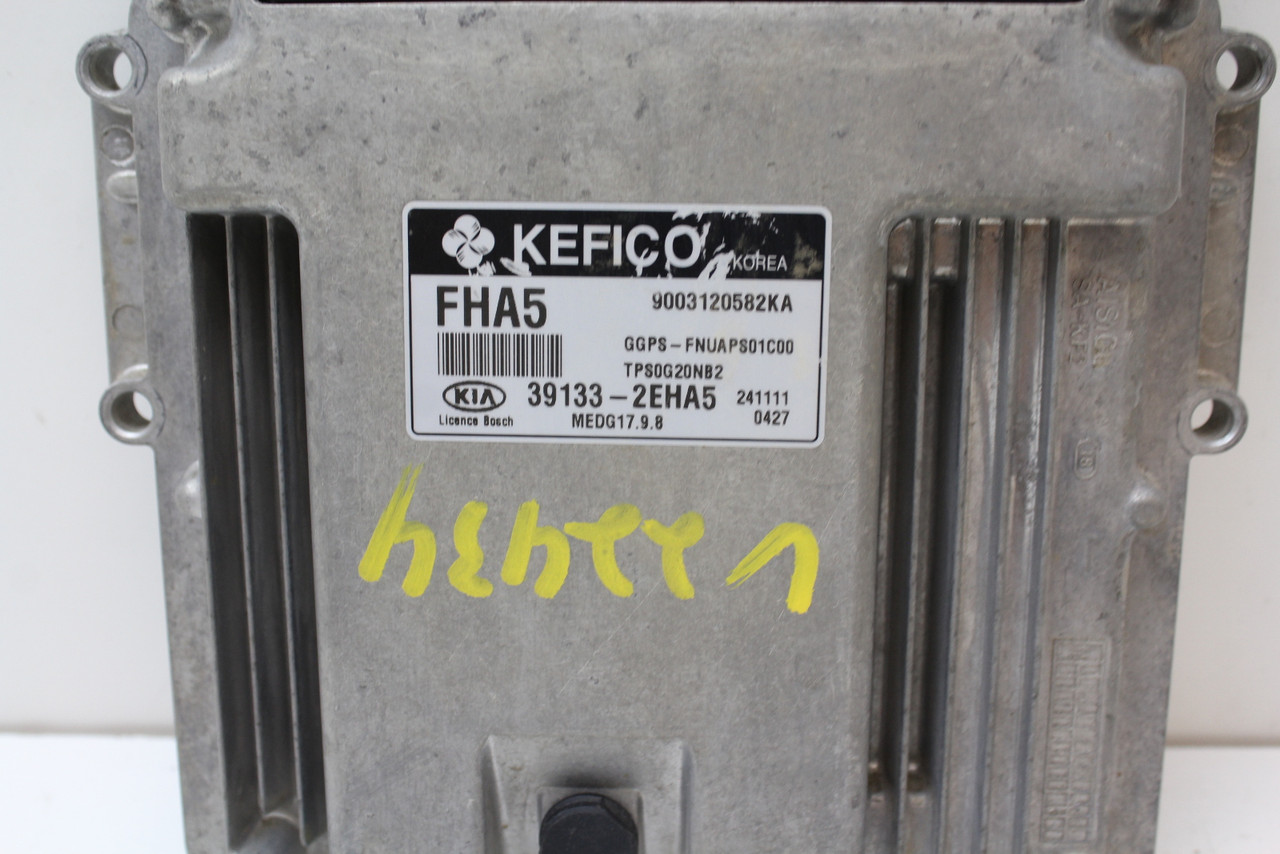 KEFICO KOREA
FHA5 9003120582KA
GGPS-FNUAPS01C00
TPS0G20NB2
KIA 39133-2EHA5 241111
Licence Bosch MEDG17.9.8 0427